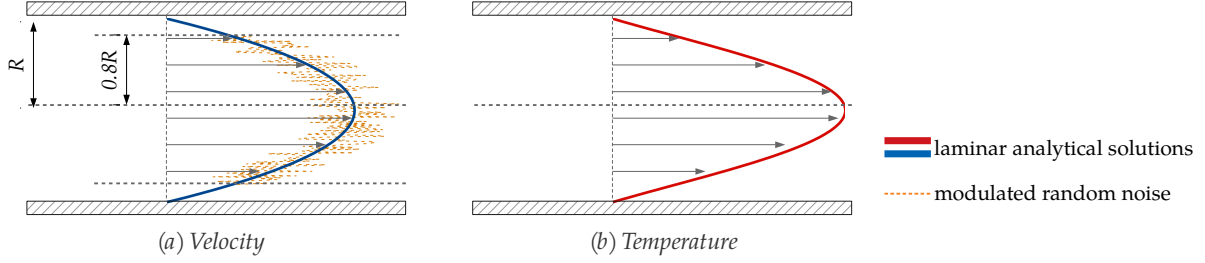 R
0.8R
laminar analytical solutions
modulated random noise
(a) Velocity
(b) Temperature